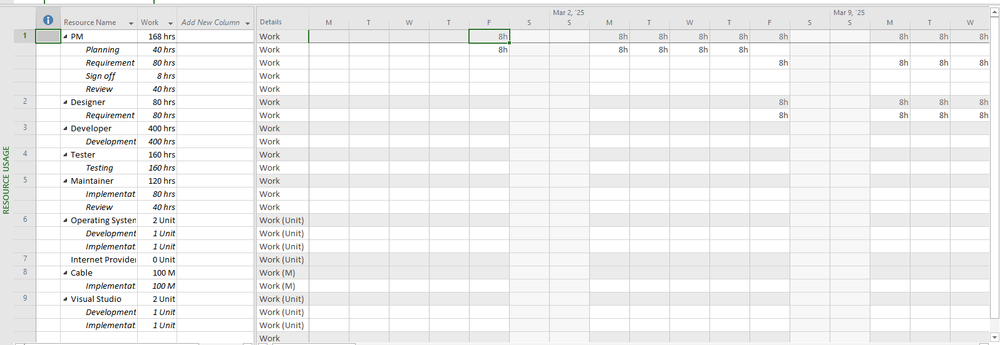 Mar 2, '25 Mar 9, '25
Resource Name Work Add New Column Details M T W T F S S M T W T F S S M T W
1 PM 168 hrs Work 8h 8h 8h 8h 8h 8h 8h 8h 8h
Planning 40 hrs Work 8h 8h 8h 8h 8h
Requirement 80 hrs Work 8h 8h 8h 8h
Sign off 8 hrs Work
Review 40 hrs Work
2 Designer 80 hrs Work 8h 8h 8h 8h
Requirement 80 hrs Work 8h 8h 8h 8h
3 Developer 400 hrs Work
Development 400 hrs Work
4 Tester 160 hrs Work
Testing 160 hrs Work
5 Maintainer 120 hrs Work
Implementat. 80 hrs Work
Review 40 hrs Work
6 Operating System 2 Unit Work (Unit)
Development 1 Unit Work (Unit)
Implementat. 1 Unit Work (Unit)
7 Internet Provider 0 Unit Work (Unit)
8 Cable 100 M Work (M)
Implementat. 100 M Work (M)
9 Visual Studio 2 Unit Work (Unit)
Development 1 Unit Work (Unit)
Implementat. 1 Unit Work (Unit)
Work
RESOURCE USAGE